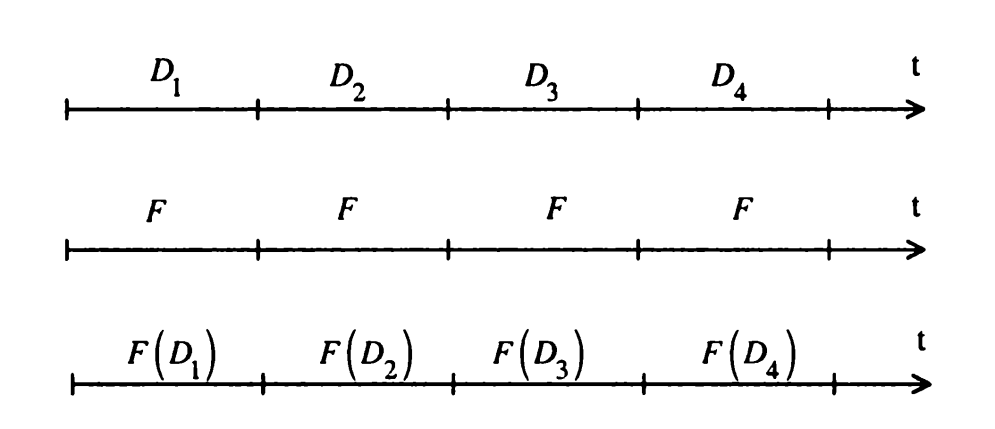 D₁ D₂ D₃ D₄ t
F F F F t
F(D₁) F(D₂) F(D₃) F(D₄) t